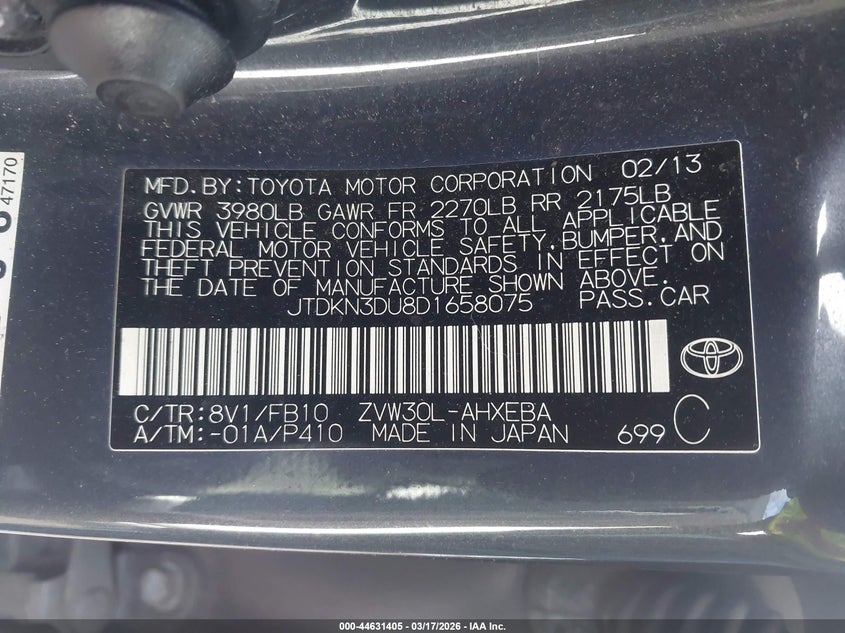 MFD.BY:TOYOTA MOTOR CORPORATION 02/13
GVWR 3980LB GAWR FR 2270LB RR 2175LB
THIS VEHICLE CONFORMS TO ALL APPLICABLE
FEDERAL MOTOR VEHICLE SAFETY,BUMPER,AND
THEFT PREVENTION STANDARDS IN EFFECT ON
THE DATE OF MANUFACTURE SHOWN ABOVE.
JTDKN3DU8D1658075 PASS.CAR
C/TR:8V1/FB10 ZVW30L-AHXEBA
A/TM:-01A/P410 MADE IN JAPAN 699 C
47170
000-44631405 - 03/17/2026 - IAA Inc.